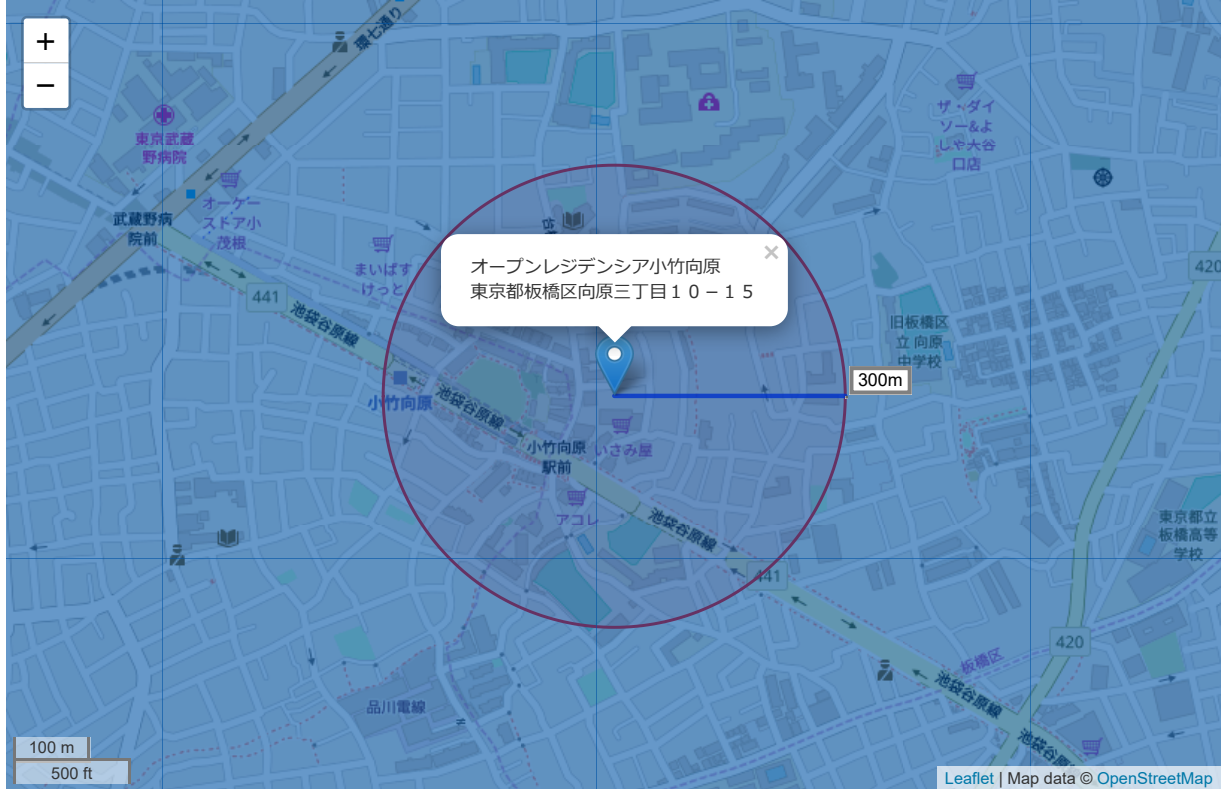 +
−
環七通り
東京武蔵
野病院
ザ・ダイ
ソー&よ
しや大谷
口店
オーケー
ストア小
茂根
武蔵野病
院前
まいばす
けっと
441
池袋谷原線
オープンレジデンシア小竹向原
東京都板橋区向原三丁目１０－１５
×
420
旧板橋区
立 向原
中学校
300m
小竹向原
池袋谷原線
小竹向原
駅前
いさみ屋
アコレ
池袋谷原線
東京都立
板橋高等
学校
441
420
板橋区
池袋谷原線
品川電線
池袋谷原線
100 m
500 ft
Leaflet | Map data © OpenStreetMap